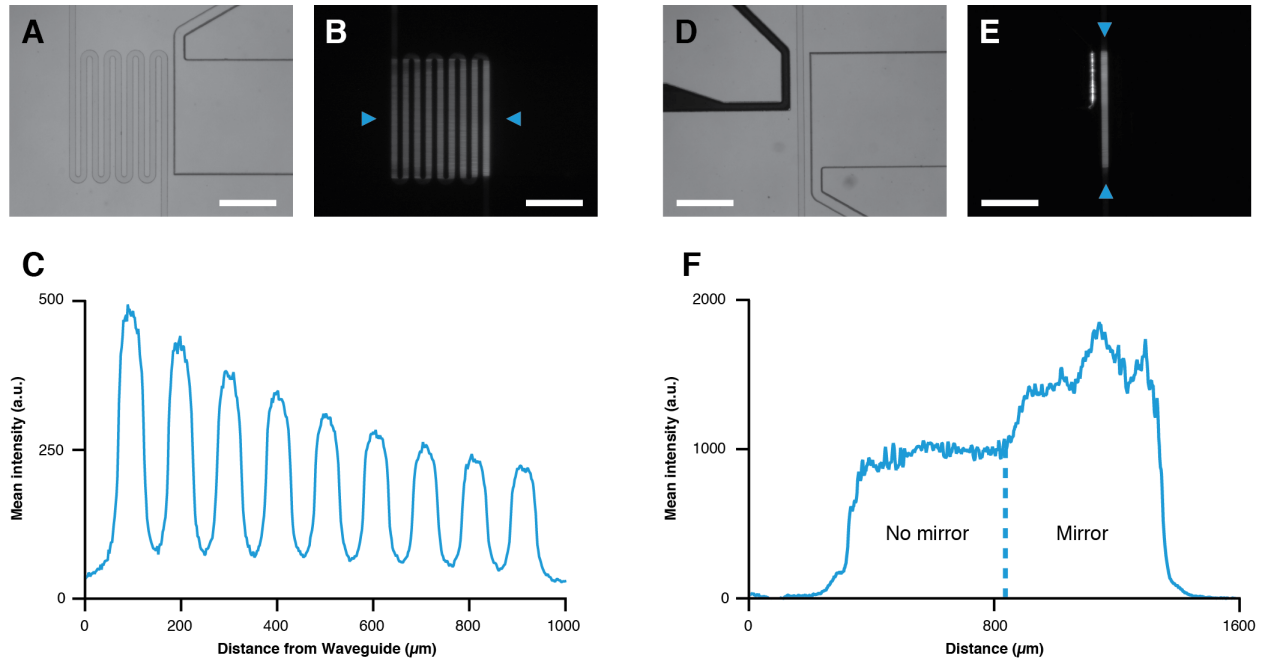 A
B
D
E
C
500
250
0
Mean intensity (a.u.)
0
200
400
600
800
1000
Distance from Waveguide (µm)
F
2000
1000
0
Mean intensity (a.u.)
No mirror
Mirror
0
800
1600
Distance (µm)